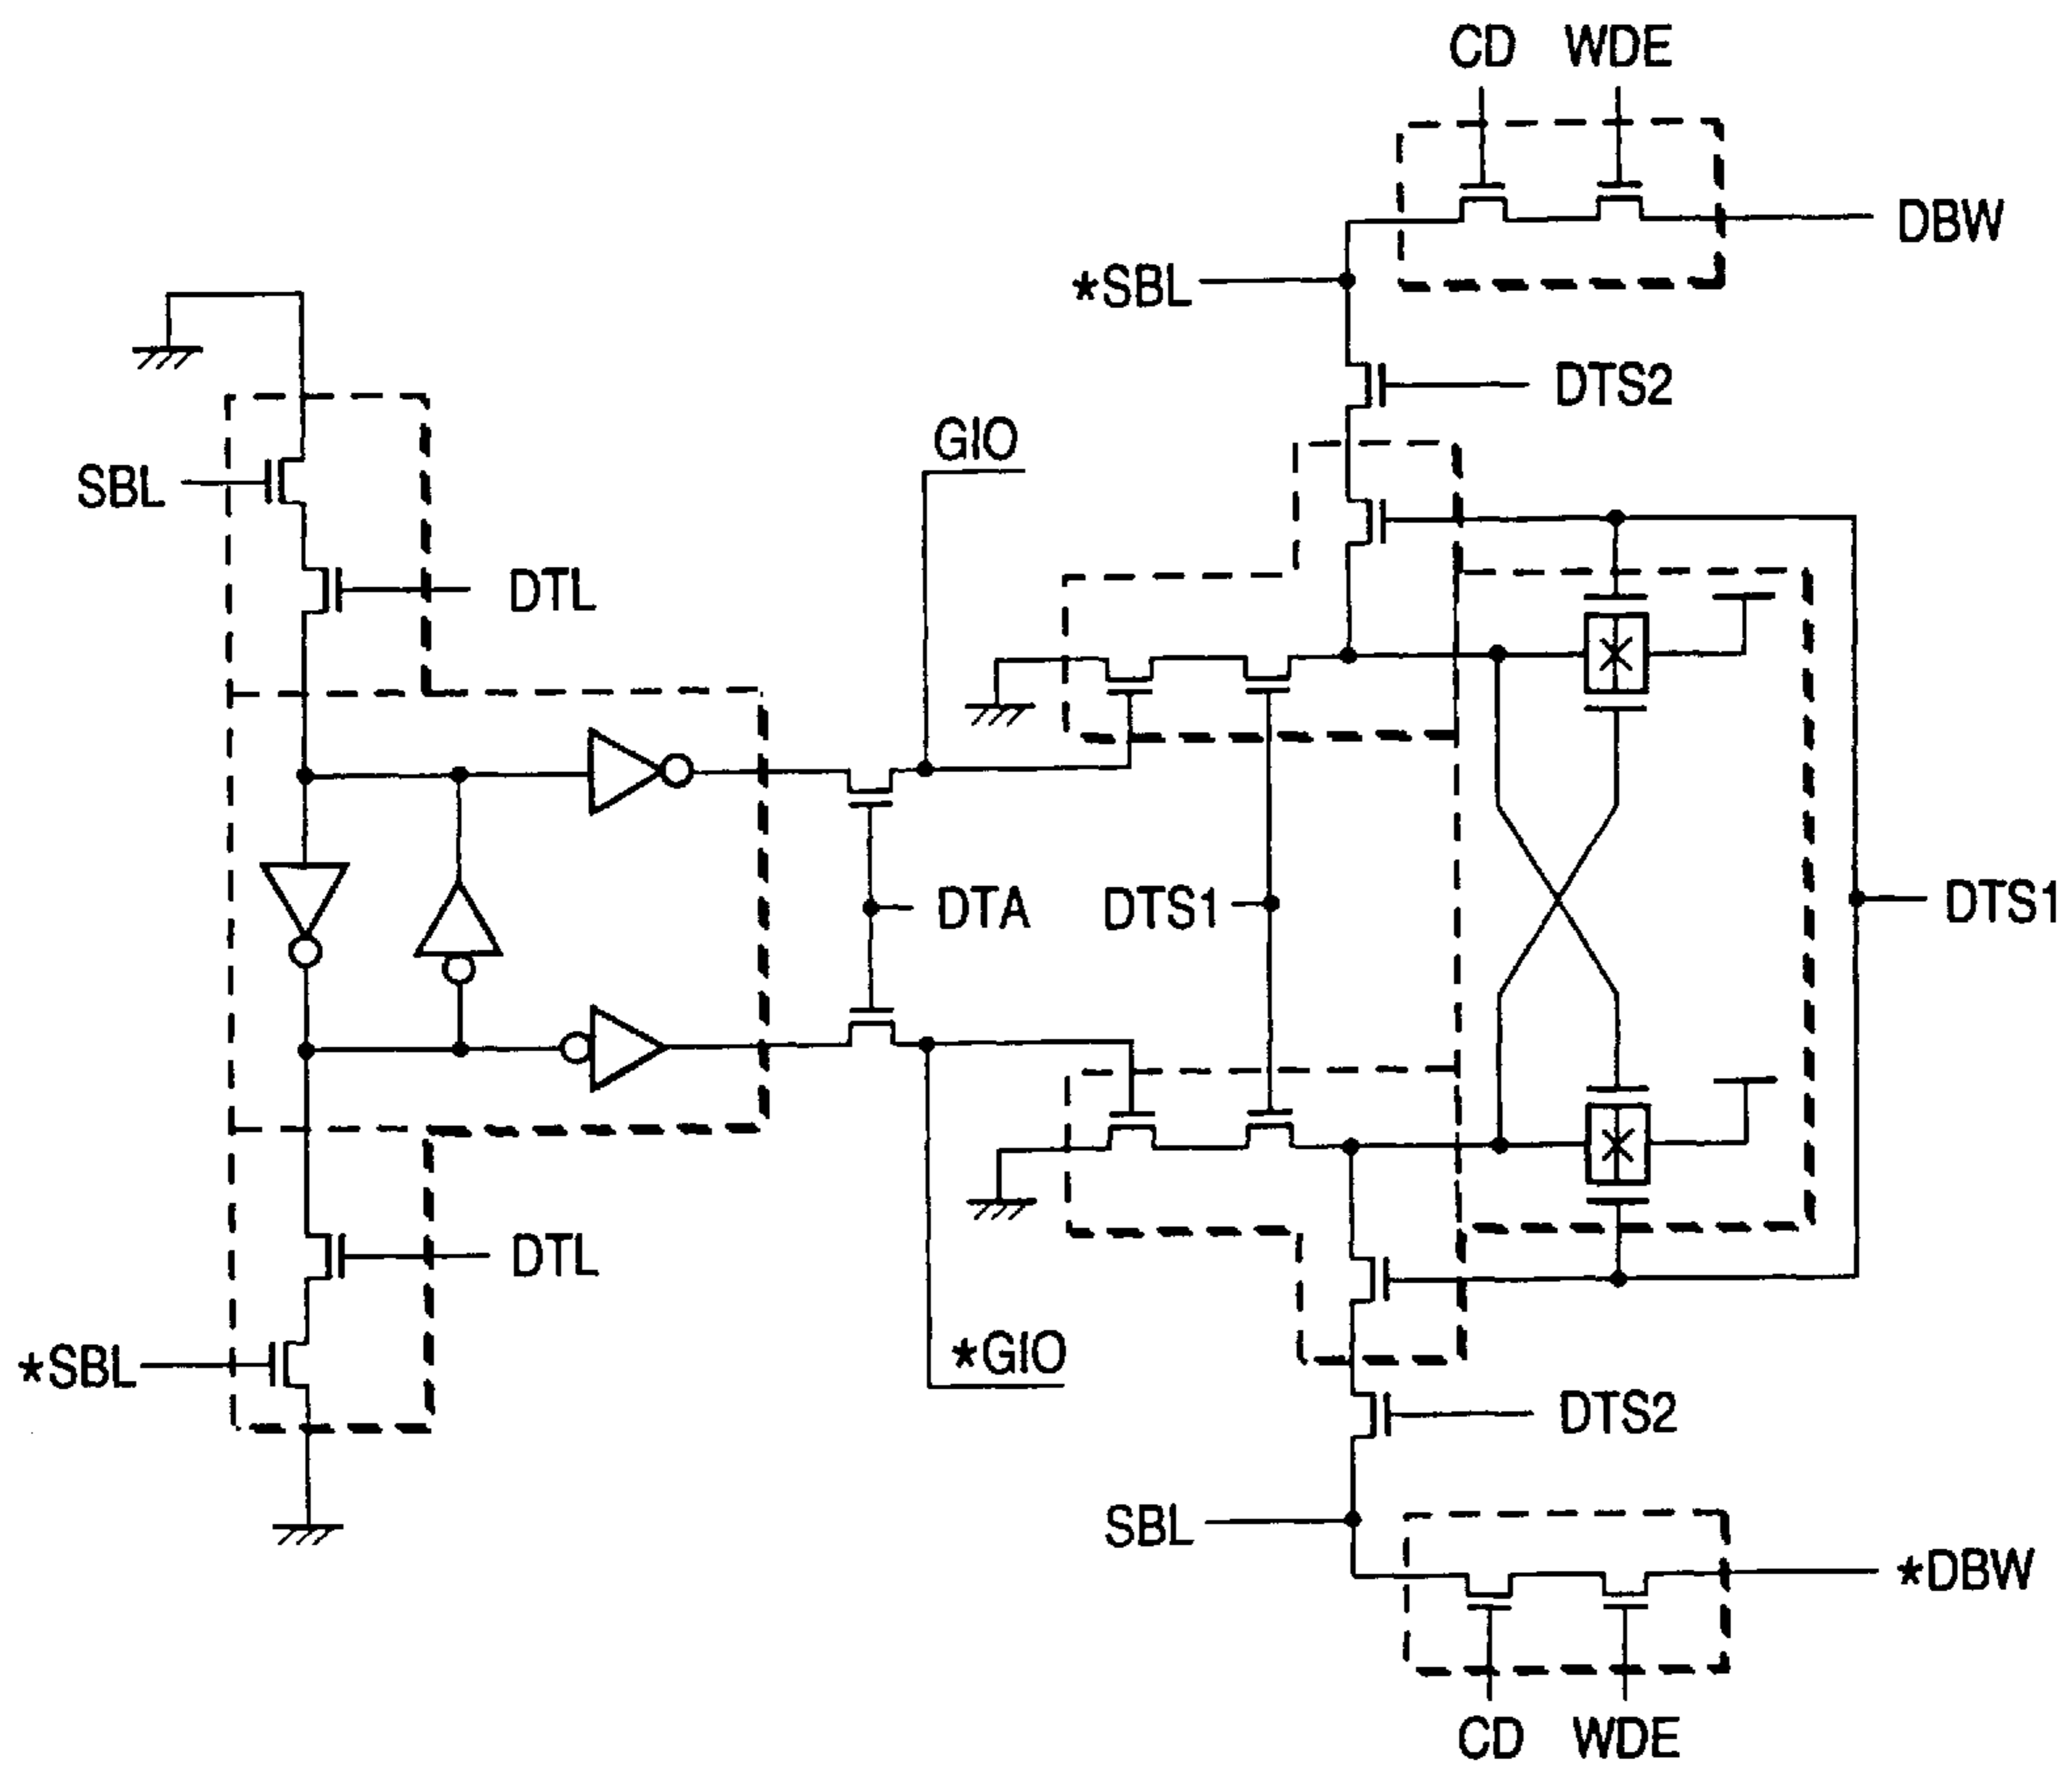 CD WDE
DBW
*SBL
DTS2
GIO
SBL
DTL
DTA
DTS1
DTS1
DTL
*GIO
*SBL
DTS2
SBL
*DBW
CD WDE